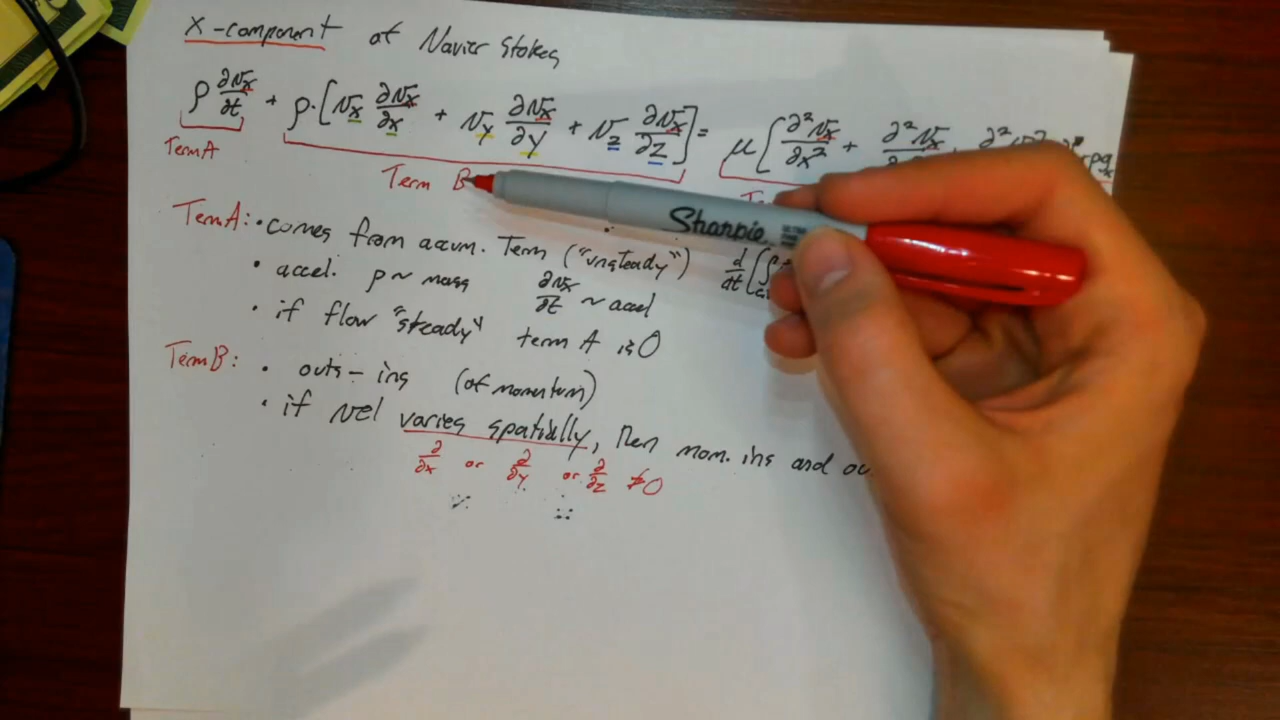 x-component of Navier Stokes
ρ ∂Vx/∂t + ρ·[Vx ∂Vx/∂x + Vy ∂Vx/∂y + Vz ∂Vx/∂z] = μ[∂²Vx/∂x² + ∂²Vx/
Term A
Term B
Sharpie
Term A: • comes from accum. Term ("unsteady") d/dt
• accel. ρ ~ mass ∂Vx/∂t ~ accel
• if flow "steady" term A is 0
Term B: • outs - ins (of momentum)
• if vel varies spatially, then mom. ins and
∂/∂x or ∂/∂y or ∂/∂z ≠0